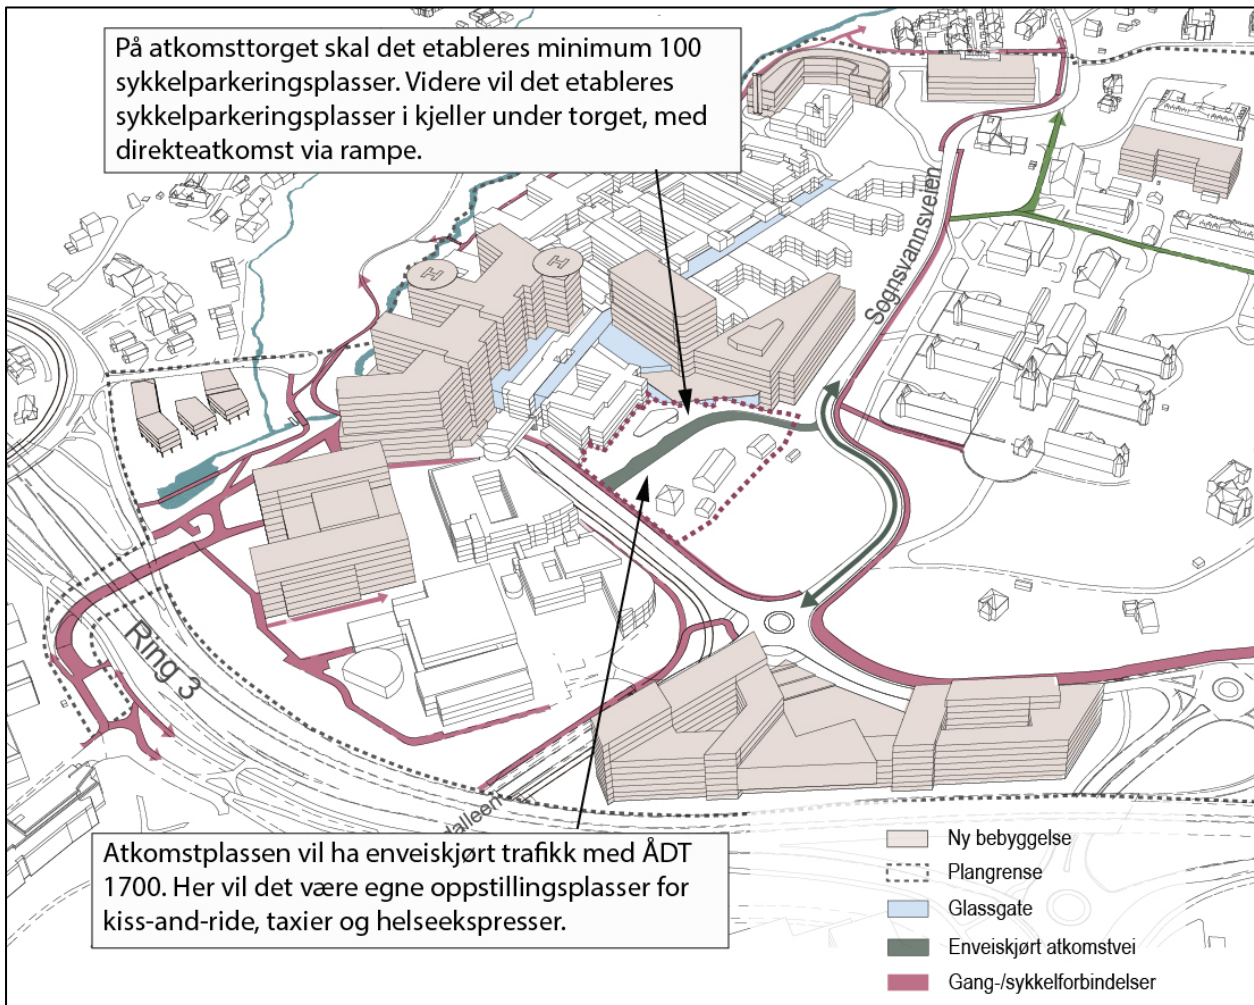 På atkomsttorget skal det etableres minimum 100
sykkelparkeringsplasser. Videre vil det etableres
sykkelparkeringsplasser i kjeller under torget, med
direkteatkomst via rampe.
Sognsvannsveien
H
H
Ring 3
alleen
Atkomstplassen vil ha enveiskjørt trafikk med ÅDT
1700. Her vil det være egne oppstillingsplasser for
kiss-and-ride, taxier og helseekspresser.
Ny bebyggelse
Plangrense
Glassgate
Enveiskjørt atkomstvei
Gang-/sykkelforbindelser